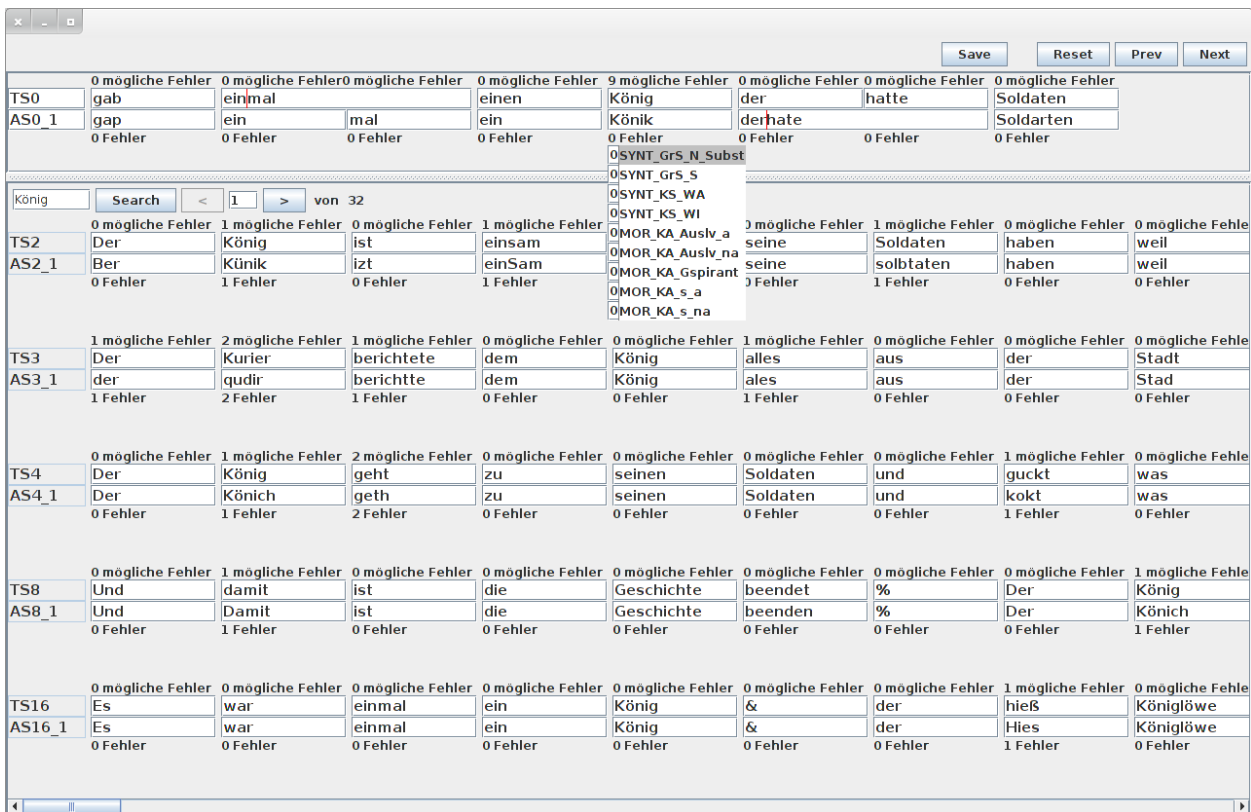 Save Reset Prev Next
0 mögliche Fehler 0 mögliche Fehler 0 mögliche Fehler 0 mögliche Fehler 9 mögliche Fehler 0 mögliche Fehler 0 mögliche Fehler 0 mögliche Fehler
TS0 gab einmal einen König der hatte Soldaten
AS0_1 gap ein mal ein Könik derhate Soldarten
0 Fehler 0 Fehler 0 Fehler 0 Fehler 0 Fehler 0 Fehler 0 Fehler 0 Fehler
0 SYNT_GrS_N_Subst
0 SYNT_GrS_S
0 SYNT_KS_WA
0 SYNT_KS_WI
0 MOR_KA_Auslv_a
0 MOR_KA_Auslv_na
0 MOR_KA_Gspirant
0 MOR_KA_s_a
0 MOR_KA_s_na
König Search < 1 > von 32
0 mögliche Fehler 1 mögliche Fehler 0 mögliche Fehler 1 mögliche Fehler 0 mögliche Fehler 1 mögliche Fehler 0 mögliche Fehler 0 mögliche Fehle
TS2 Der König ist einsam seine Soldaten haben weil
AS2_1 Ber Künik izt einSam seine solbtaten haben weil
0 Fehler 1 Fehler 0 Fehler 1 Fehler 0 Fehler 1 Fehler 0 Fehler 0 Fehler
1 mögliche Fehler 2 mögliche Fehler 1 mögliche Fehler 0 mögliche Fehler 0 mögliche Fehler 1 mögliche Fehler 0 mögliche Fehler 0 mögliche Fehler 0 mögliche Fehle
TS3 Der Kurier berichtete dem König alles aus der Stadt
AS3_1 der qudir berichtte dem König ales aus der Stad
1 Fehler 2 Fehler 1 Fehler 0 Fehler 0 Fehler 1 Fehler 0 Fehler 0 Fehler 0 Fehler
0 mögliche Fehler 1 mögliche Fehler 2 mögliche Fehler 0 mögliche Fehler 0 mögliche Fehler 0 mögliche Fehler 0 mögliche Fehler 1 mögliche Fehler 0 mögliche Fehle
TS4 Der König geht zu seinen Soldaten und guckt was
AS4_1 Der Könich geth zu seinen Soldaten und kokt was
0 Fehler 1 Fehler 2 Fehler 0 Fehler 0 Fehler 0 Fehler 0 Fehler 1 Fehler 0 Fehler
0 mögliche Fehler 1 mögliche Fehler 0 mögliche Fehler 0 mögliche Fehler 0 mögliche Fehler 0 mögliche Fehler 0 mögliche Fehler 0 mögliche Fehler 1 mögliche Fehle
TS8 Und damit ist die Geschichte beendet % Der König
AS8_1 Und Damit ist die Geschichte beenden % Der Könich
0 Fehler 1 Fehler 0 Fehler 0 Fehler 0 Fehler 0 Fehler 0 Fehler 0 Fehler 1 Fehler
0 mögliche Fehler 0 mögliche Fehler 0 mögliche Fehler 0 mögliche Fehler 0 mögliche Fehler 0 mögliche Fehler 0 mögliche Fehler 1 mögliche Fehler 0 mögliche Fehle
TS16 Es war einmal ein König & der hieß Königlöwe
AS16_1 Es war einmal ein König & der Hies Königlöwe
0 Fehler 0 Fehler 0 Fehler 0 Fehler 0 Fehler 0 Fehler 0 Fehler 1 Fehler 0 Fehler